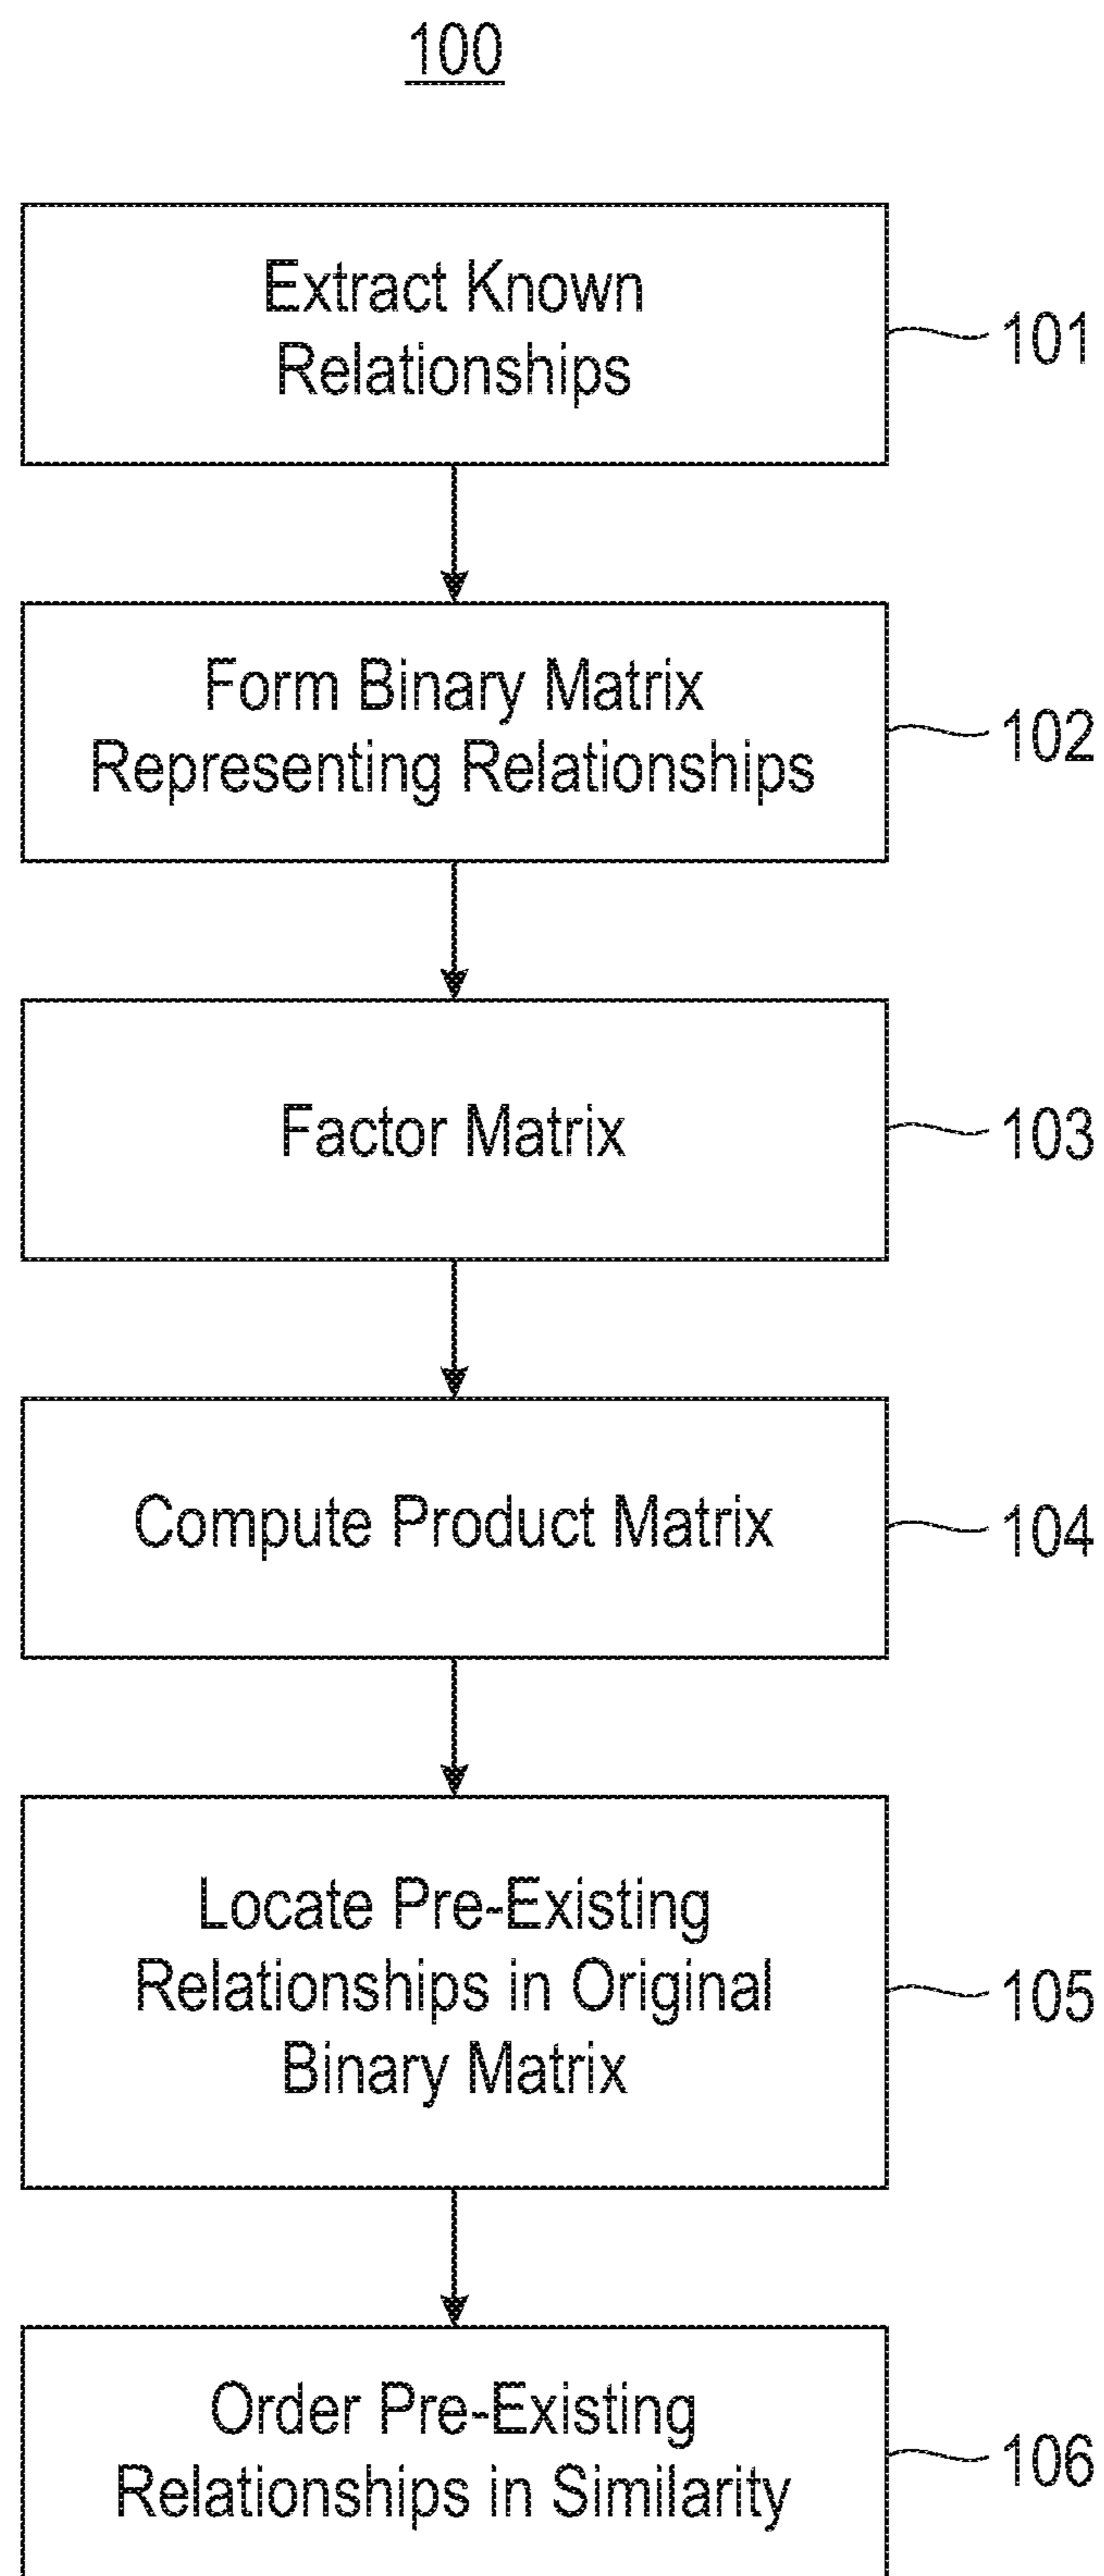 100
Extract Known
Relationships
101
Form Binary Matrix
Representing Relationships
102
Factor Matrix
103
Compute Product Matrix
104
Locate Pre-Existing
Relationships in Original
Binary Matrix
105
Order Pre-Existing
Relationships in Similarity
106